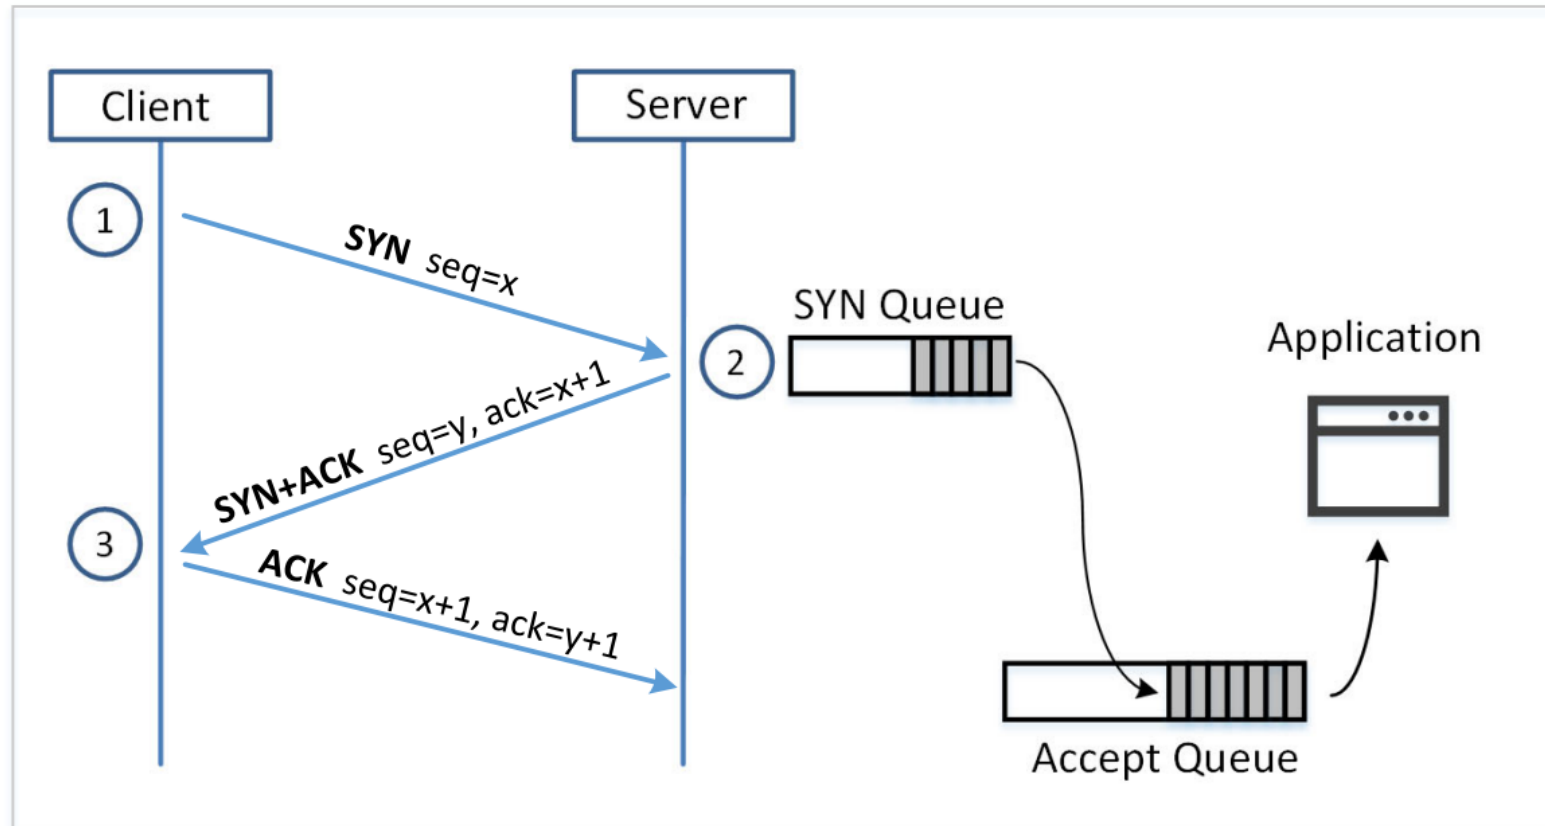 Client
Server
1
SYN seq=x
SYN Queue
2
Application
SYN+ACK seq=y, ack=x+1
3
ACK seq=x+1, ack=y+1
Accept Queue